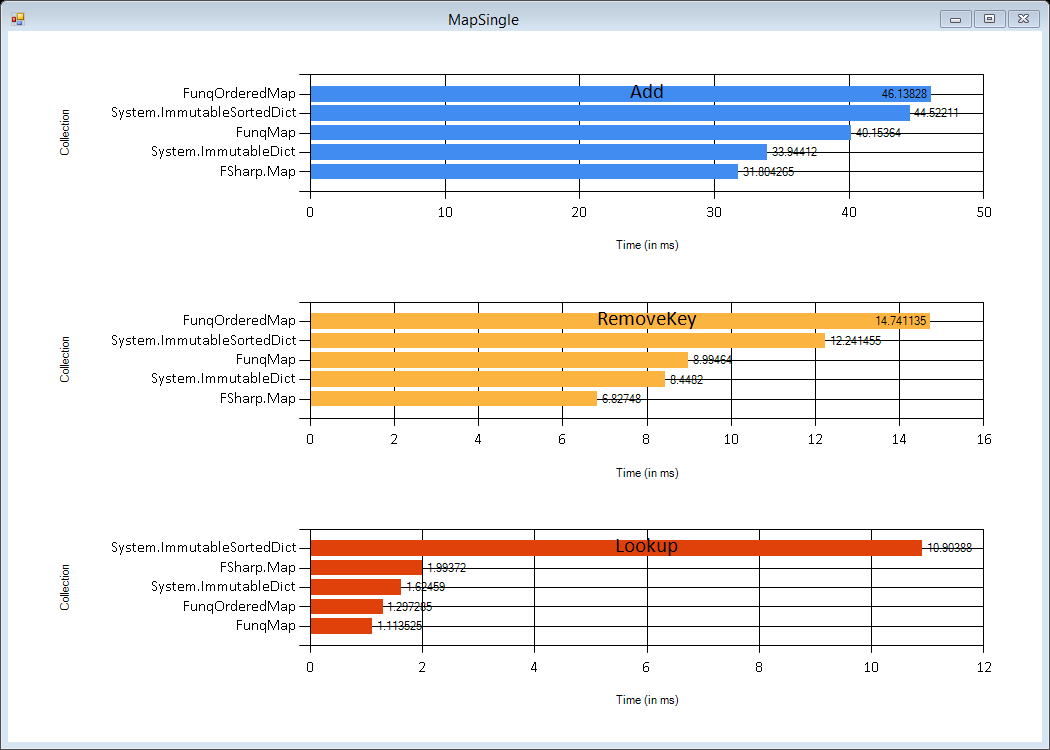 MapSingle
Add
Collection
FunqOrderedMap 46.13828
System.ImmutableSortedDict 44.52211
FunqMap 40.15364
System.ImmutableDict 33.94412
FSharp.Map 31.804265
0 10 20 30 40 50
Time (in ms)
RemoveKey
Collection
FunqOrderedMap 14.741135
System.ImmutableSortedDict 12.241455
FunqMap 8.99464
System.ImmutableDict 8.4482
FSharp.Map 6.82748
0 2 4 6 8 10 12 14 16
Time (in ms)
Lookup
Collection
System.ImmutableSortedDict 10.90388
FSharp.Map 1.99372
System.ImmutableDict 1.62459
FunqOrderedMap 1.297285
FunqMap 1.113525
0 2 4 6 8 10 12
Time (in ms)